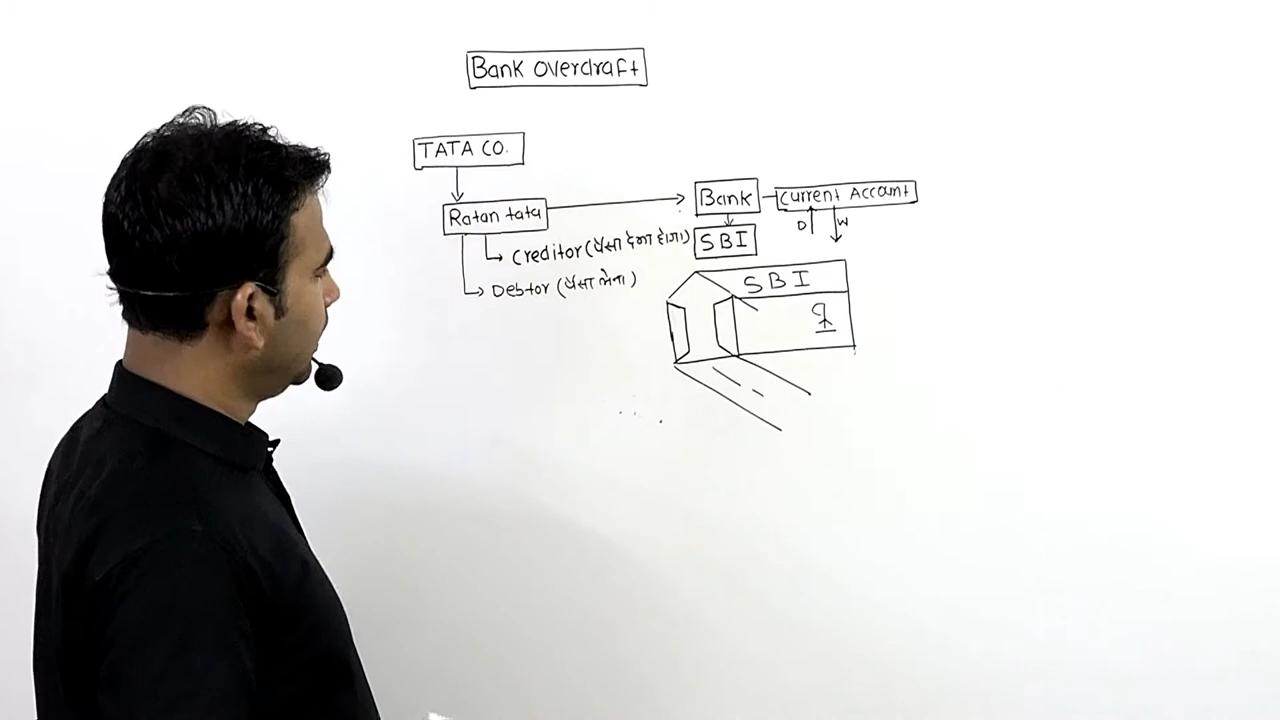 Bank overdraft
TATA CO.
Ratan tata
Bank
Current Account
D
W
Creditor (पैसा देना होगा)
SBI
Debtor (पैसा लेना)
SBI